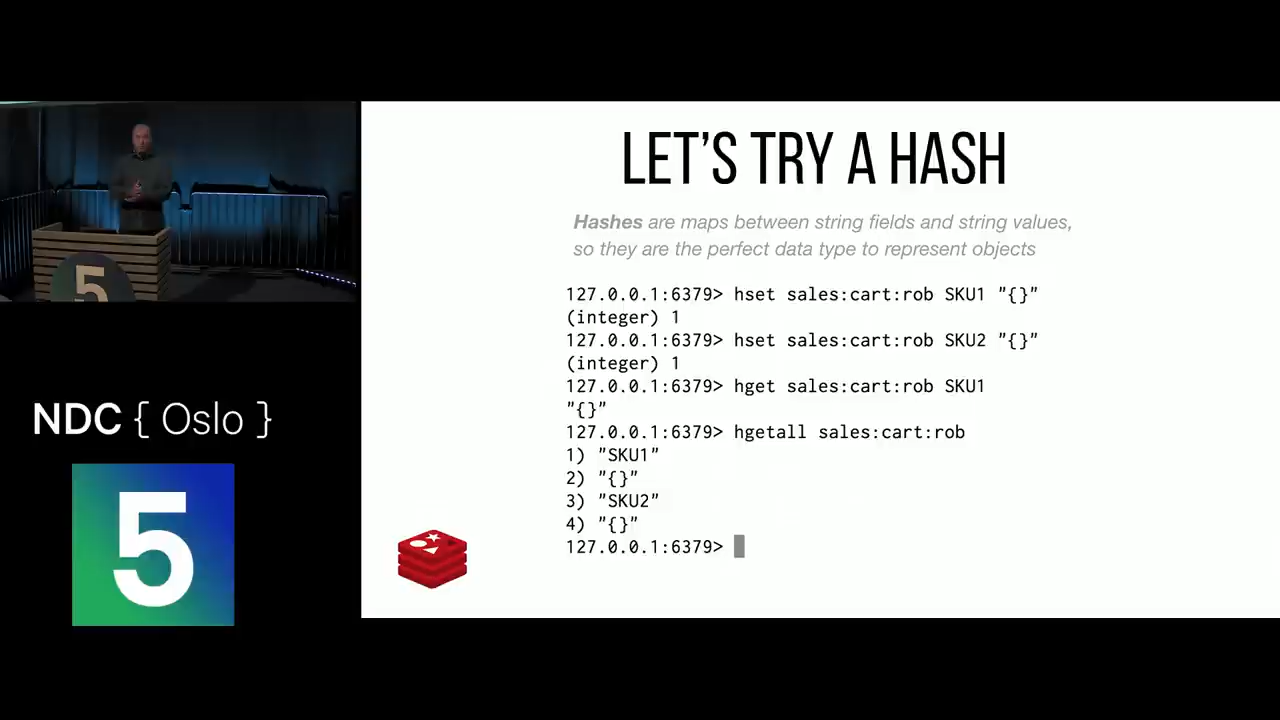 LET'S TRY A HASH
Hashes are maps between string fields and string values,
so they are the perfect data type to represent objects
127.0.0.1:6379> hset sales:cart:rob SKU1 "{}"
(integer) 1
127.0.0.1:6379> hset sales:cart:rob SKU2 "{}"
(integer) 1
127.0.0.1:6379> hget sales:cart:rob SKU1
"{}"
127.0.0.1:6379> hgetall sales:cart:rob
1) "SKU1"
2) "{}"
3) "SKU2"
4) "{}"
127.0.0.1:6379>
5
NDC { Oslo }
5